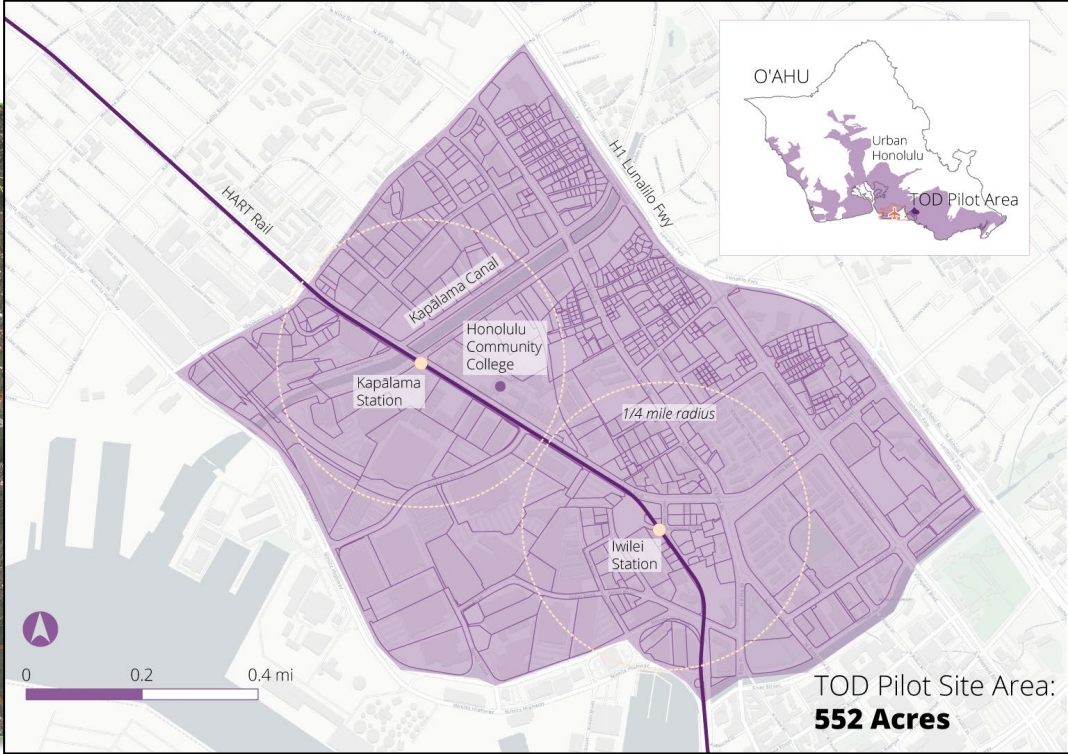 O'AHU
Urban
Honolulu
TOD Pilot Area
H1 Lunalilo Fwy
HART Rail
Kapālama Canal
Honolulu
Community
College
Kapālama
Station
1/4 mile radius
Iwilei
Station
0 0.2 0.4 mi
TOD Pilot Site Area:
552 Acres